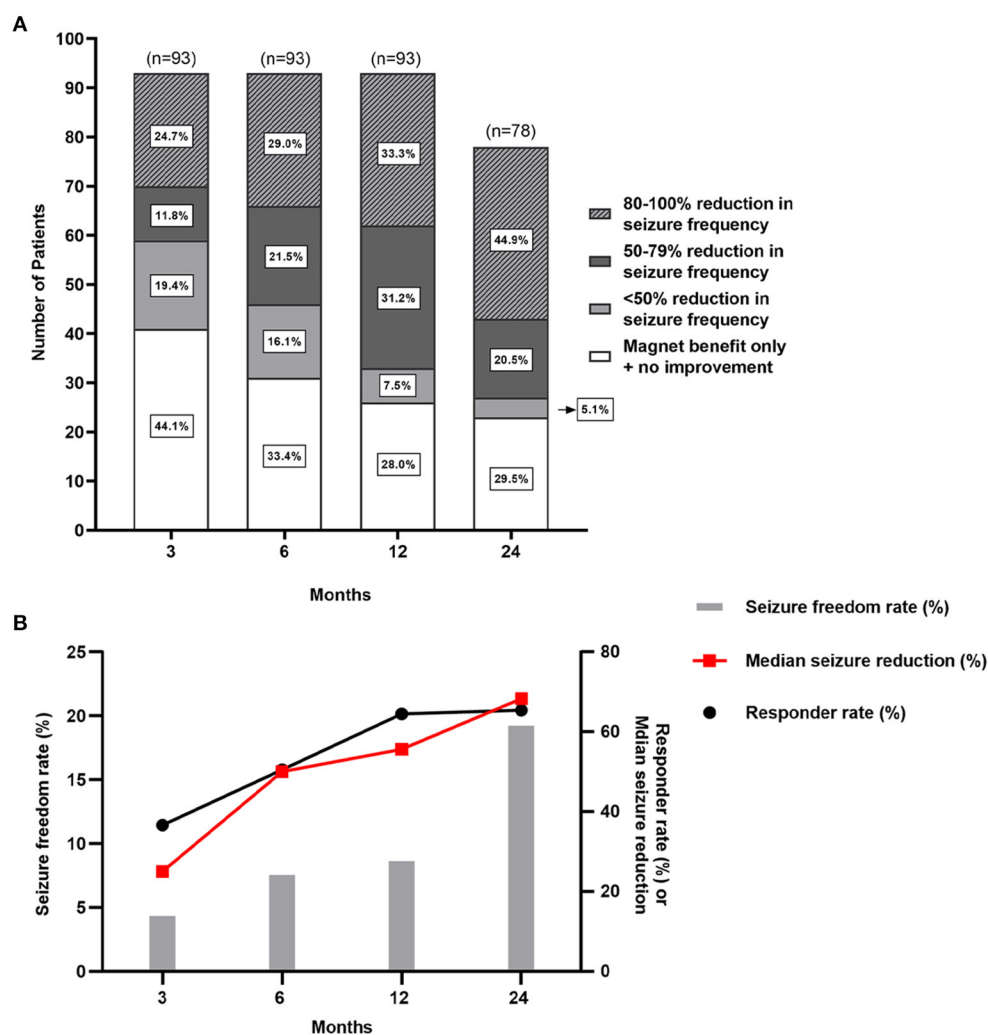 A
(n=93)
(n=93)
(n=93)
(n=78)
Number of Patients
100
90
80
70
60
50
40
30
20
10
0
24.7%
11.8%
19.4%
44.1%
29.0%
21.5%
16.1%
33.4%
33.3%
31.2%
7.5%
28.0%
44.9%
20.5%
5.1%
29.5%
3
6
12
24
Months
80-100% reduction in
seizure frequency
50-79% reduction in
seizure frequency
<50% reduction in
seizure frequency
Magnet benefit only
+ no improvement
B
Seizure freedom rate (%)
25
20
15
10
5
0
80
60
40
20
0
Responder rate (%) or
Mdian seizure reduction
3
6
12
24
Months
Seizure freedom rate (%)
Median seizure reduction (%)
Responder rate (%)